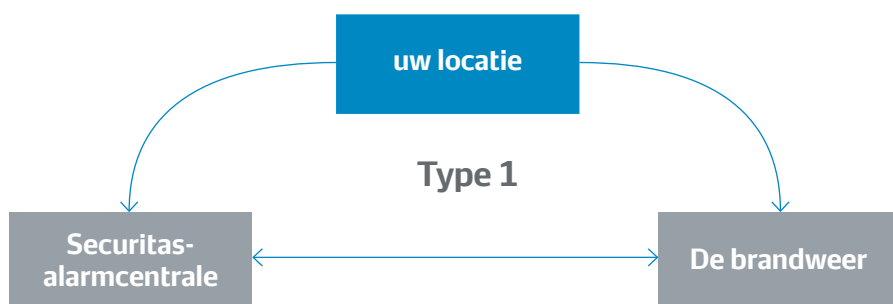 uw locatie
Type 1
Securitas-
alarmcentrale
De brandweer